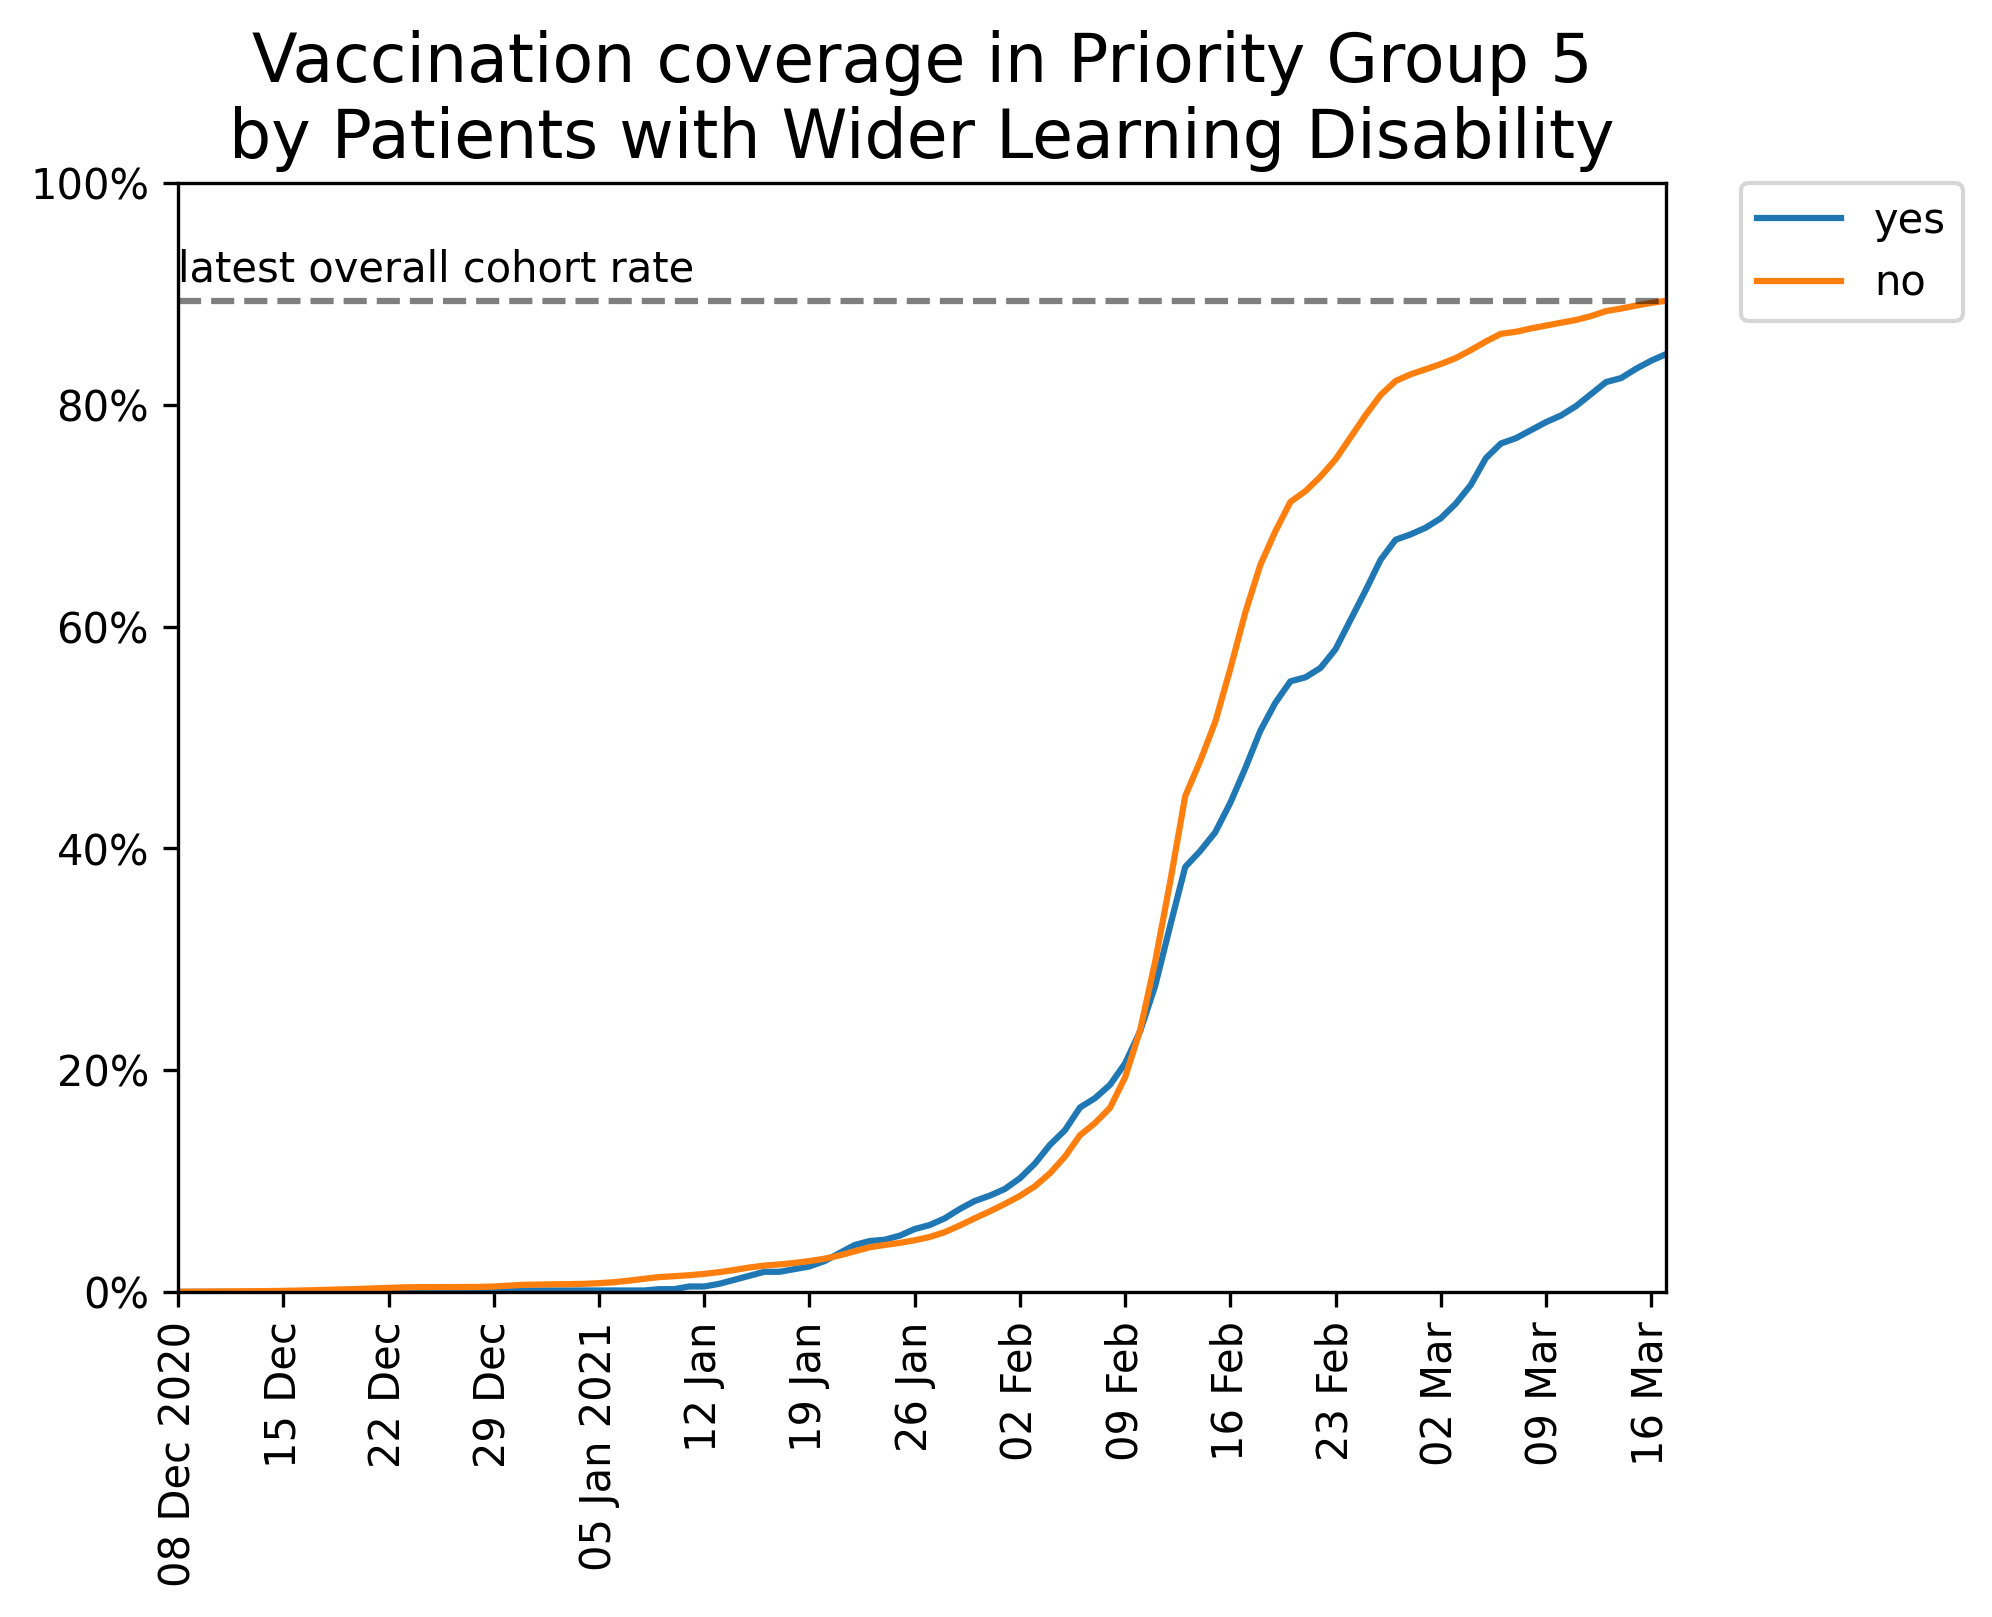 Vaccination coverage in Priority Group 5
by Patients with Wider Learning Disability
100%
80%
60%
40%
20%
0%
latest overall cohort rate
yes
no
08 Dec 2020
15 Dec
22 Dec
29 Dec
05 Jan 2021
12 Jan
19 Jan
26 Jan
02 Feb
09 Feb
16 Feb
23 Feb
02 Mar
09 Mar
16 Mar